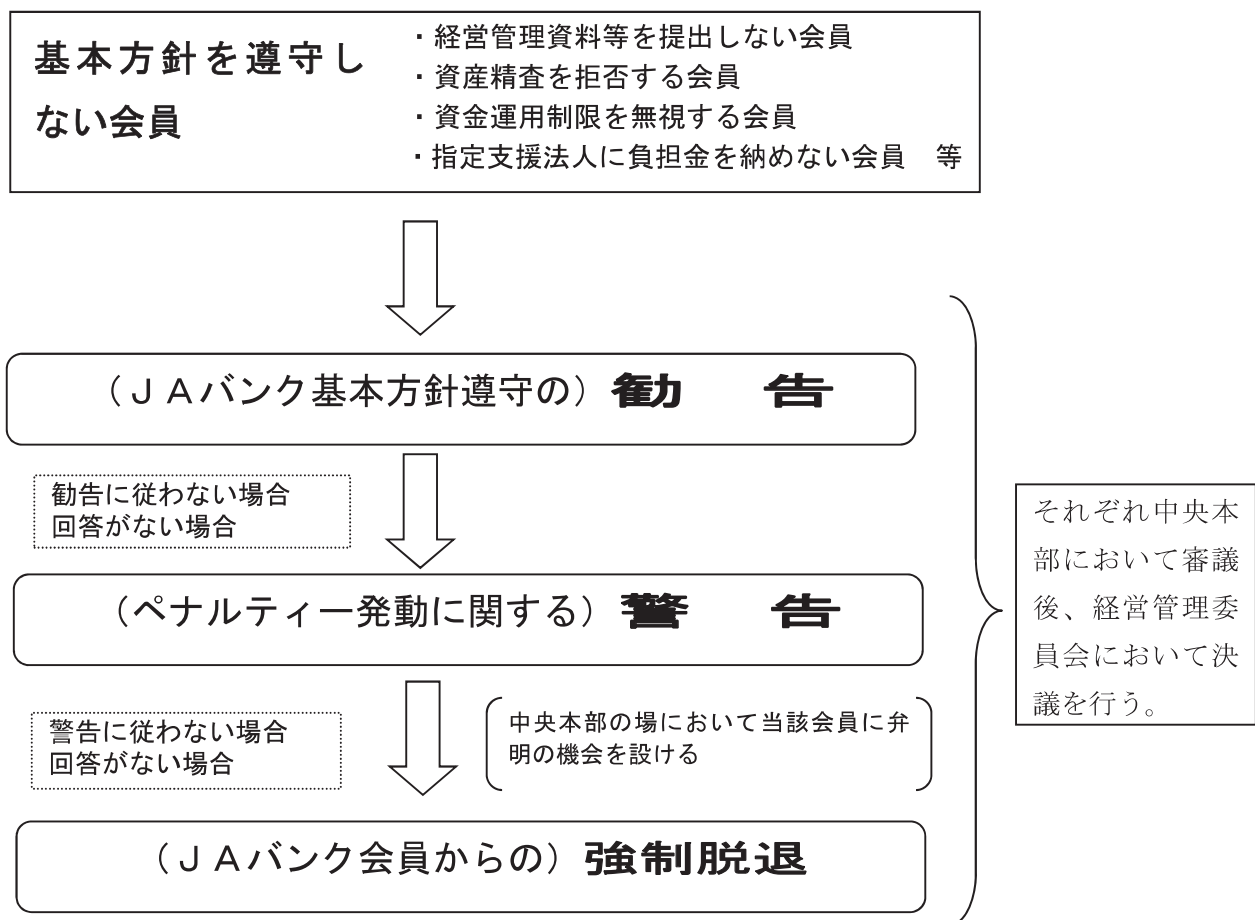 基本方針を遵守し
ない会員
・経営管理資料等を提出しない会員
・資産精査を拒否する会員
・資金運用制限を無視する会員
・指定支援法人に負担金を納めない会員　等
（ＪＡバンク基本方針遵守の）勧　告
勧告に従わない場合
回答がない場合
（ペナルティー発動に関する）警　告
警告に従わない場合
回答がない場合
中央本部の場において当該会員に弁
明の機会を設ける
（ＪＡバンク会員からの）強制脱退
それぞれ中央本
部において審議
後、経営管理委
員会において決
議を行う。